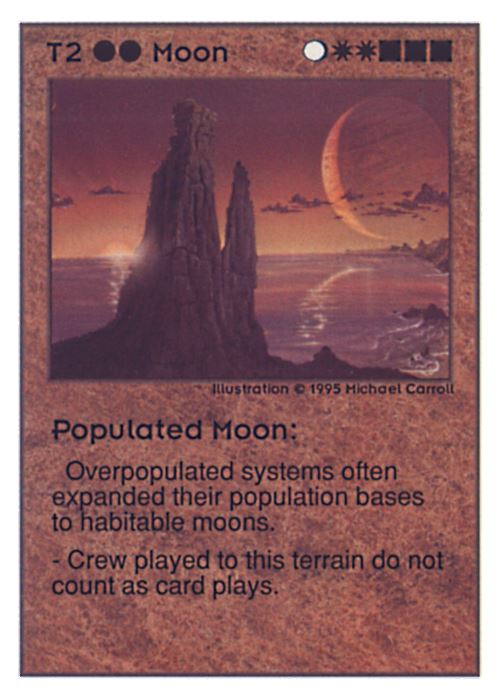 T2 ●● Moon
Illustration © 1995 Michael Carroll
Populated Moon:
Overpopulated systems often
expanded their population bases
to habitable moons.
- Crew played to this terrain do not
count as card plays.